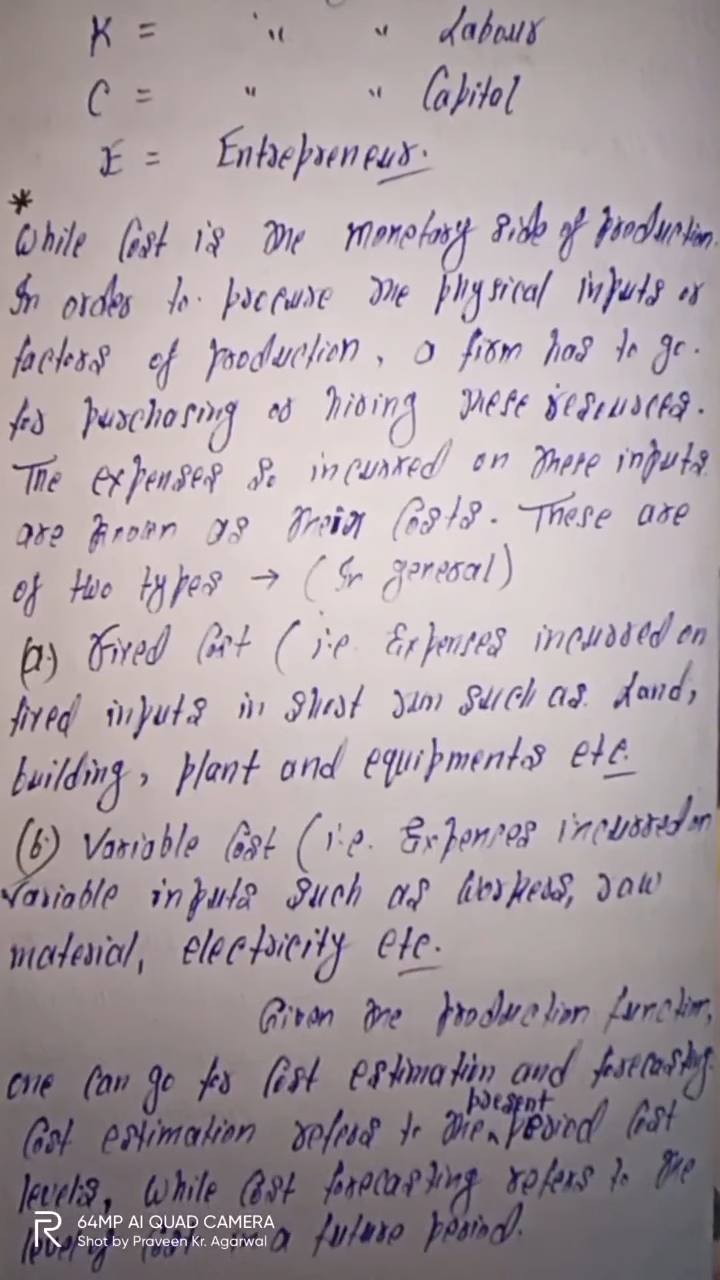 K = " " Labour
C = " " Capital
E = Entrepreneur.
*
While Cost is the monetary side of production.
In order to procure the physical inputs or
factors of production, a firm has to go.
for purchasing or hiring these resources.
The expenses so incurred on these inputs
are known as their Costs. These are
of two types → (In general)
(a.) Fixed Cost (i.e. Expenses incurred on
fixed inputs in short run such as Land,
building, plant and equipments etc.
(b.) Variable Cost (i.e. Expenses incurred on
variable inputs such as workers, raw
material, electricity etc.
Given the production function,
one can go for Cost estimation and forecasting.
Cost estimation refers to the present period Cost
levels, while Cost forecasting refers to the
level of Cost in a future period.
64MP AI QUAD CAMERA
Shot by Praveen Kr. Agarwal